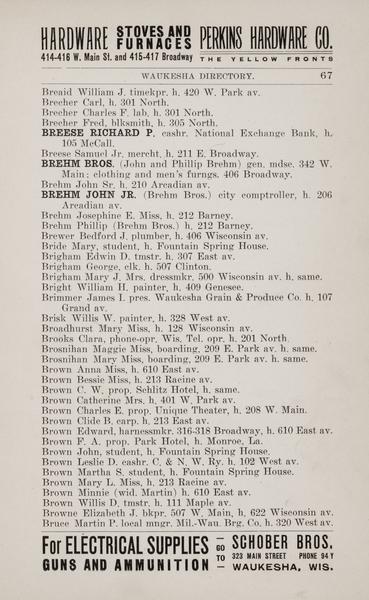 HARDWARE STOVES AND FURNACES PERKINS HARDWARE CO.
414-416 W. Main St. and 415-417 Broadway THE YELLOW FRONTS
WAUKESHA DIRECTORY. 67
Breaid William J. timekpr. h. 420 W. Park av.
Brecher Carl, h. 301 North.
Brecher Charles F. lab. h. 301 North.
Brecher Fred, blksmith, h. 305 North.
BREESE RICHARD P. cashr. National Exchange Bank, h.
105 McCall.
Breese Samuel Jr. mercht, h. 211 E. Broadway.
BREHM BROS. (John and Phillip Brehm) gen. mdse. 342 W.
Main; clothing and men's furngs. 406 Broadway.
Brehm John Sr. h. 210 Arcadian av.
BREHM JOHN JR. (Brehm Bros.) city comptroller, h. 206
Arcadian av.
Brehm Josephine E. Miss, h. 212 Barney.
Brehm Phillip (Brehm Bros.) h. 212 Barney.
Brewer Bedford J. plumber, h. 406 Wisconsin av.
Bride Mary, student, h. Fountain Spring House.
Brigham Edwin D. tmstr. h. 307 East av.
Brigham George, clk. h. 507 Clinton.
Brigham Mary J. Mrs. dressmkr. 500 Wisconsin av. h. same.
Bright William H. painter, h. 409 Genesee.
Brimmer James I. pres. Waukesha Grain & Produce Co. h. 107
Grand av.
Brisk Willis W. painter, h. 328 West av.
Broadhurst Mary Miss, h. 128 Wisconsin av.
Brooks Clara, phone-opr. Wis. Tel. opr. h. 201 North.
Brosnihan Maggie Miss, boarding, 209 E. Park av. h. same.
Brosnihan Mary Miss, boarding, 209 E. Park av. h. same.
Brown Anna Miss, h. 610 East av.
Brown Bessie Miss, h. 213 Racine av.
Brown C. W. prop. Schlitz Hotel, h. same.
Brown Catherine Mrs. h. 401 W. Park av.
Brown Charles E. prop. Unique Theater, h. 208 W. Main.
Brown Clide B. carp. h. 213 East av.
Brown Edward, harnessmkr. 316-318 Broadway, h. 610 East av.
Brown F. A. prop. Park Hotel, h. Monroe, La.
Brown John, student, h. Fountain Spring House.
Brown Leslie D. cashr. C. & N. W. Ry. h. 102 West av.
Brown Martha S. student, h. Fountain Spring House.
Brown Mary L. Miss, h. 213 Racine av.
Brown Minnie (wid. Martin) h. 610 East av.
Brown Willis D. tmstr. h. 111 Maple av.
Browne Elizabeth J. bkpr. 507 W. Main, h. 622 Wisconsin av.
Bruce Martin P. local mngr. Mil.-Wau. Brg. Co. h. 320 West av.
For ELECTRICAL SUPPLIES GUNS AND AMMUNITION — GO TO — SCHOBER BROS.
323 MAIN STREET PHONE 94 Y
WAUKESHA, WIS.